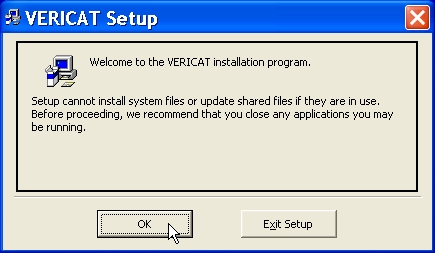 VERICAT Setup
Welcome to the VERICAT installation program.
Setup cannot install system files or update shared files if they are in use.
Before proceeding, we recommend that you close any applications you may
be running.
OK
Exit Setup